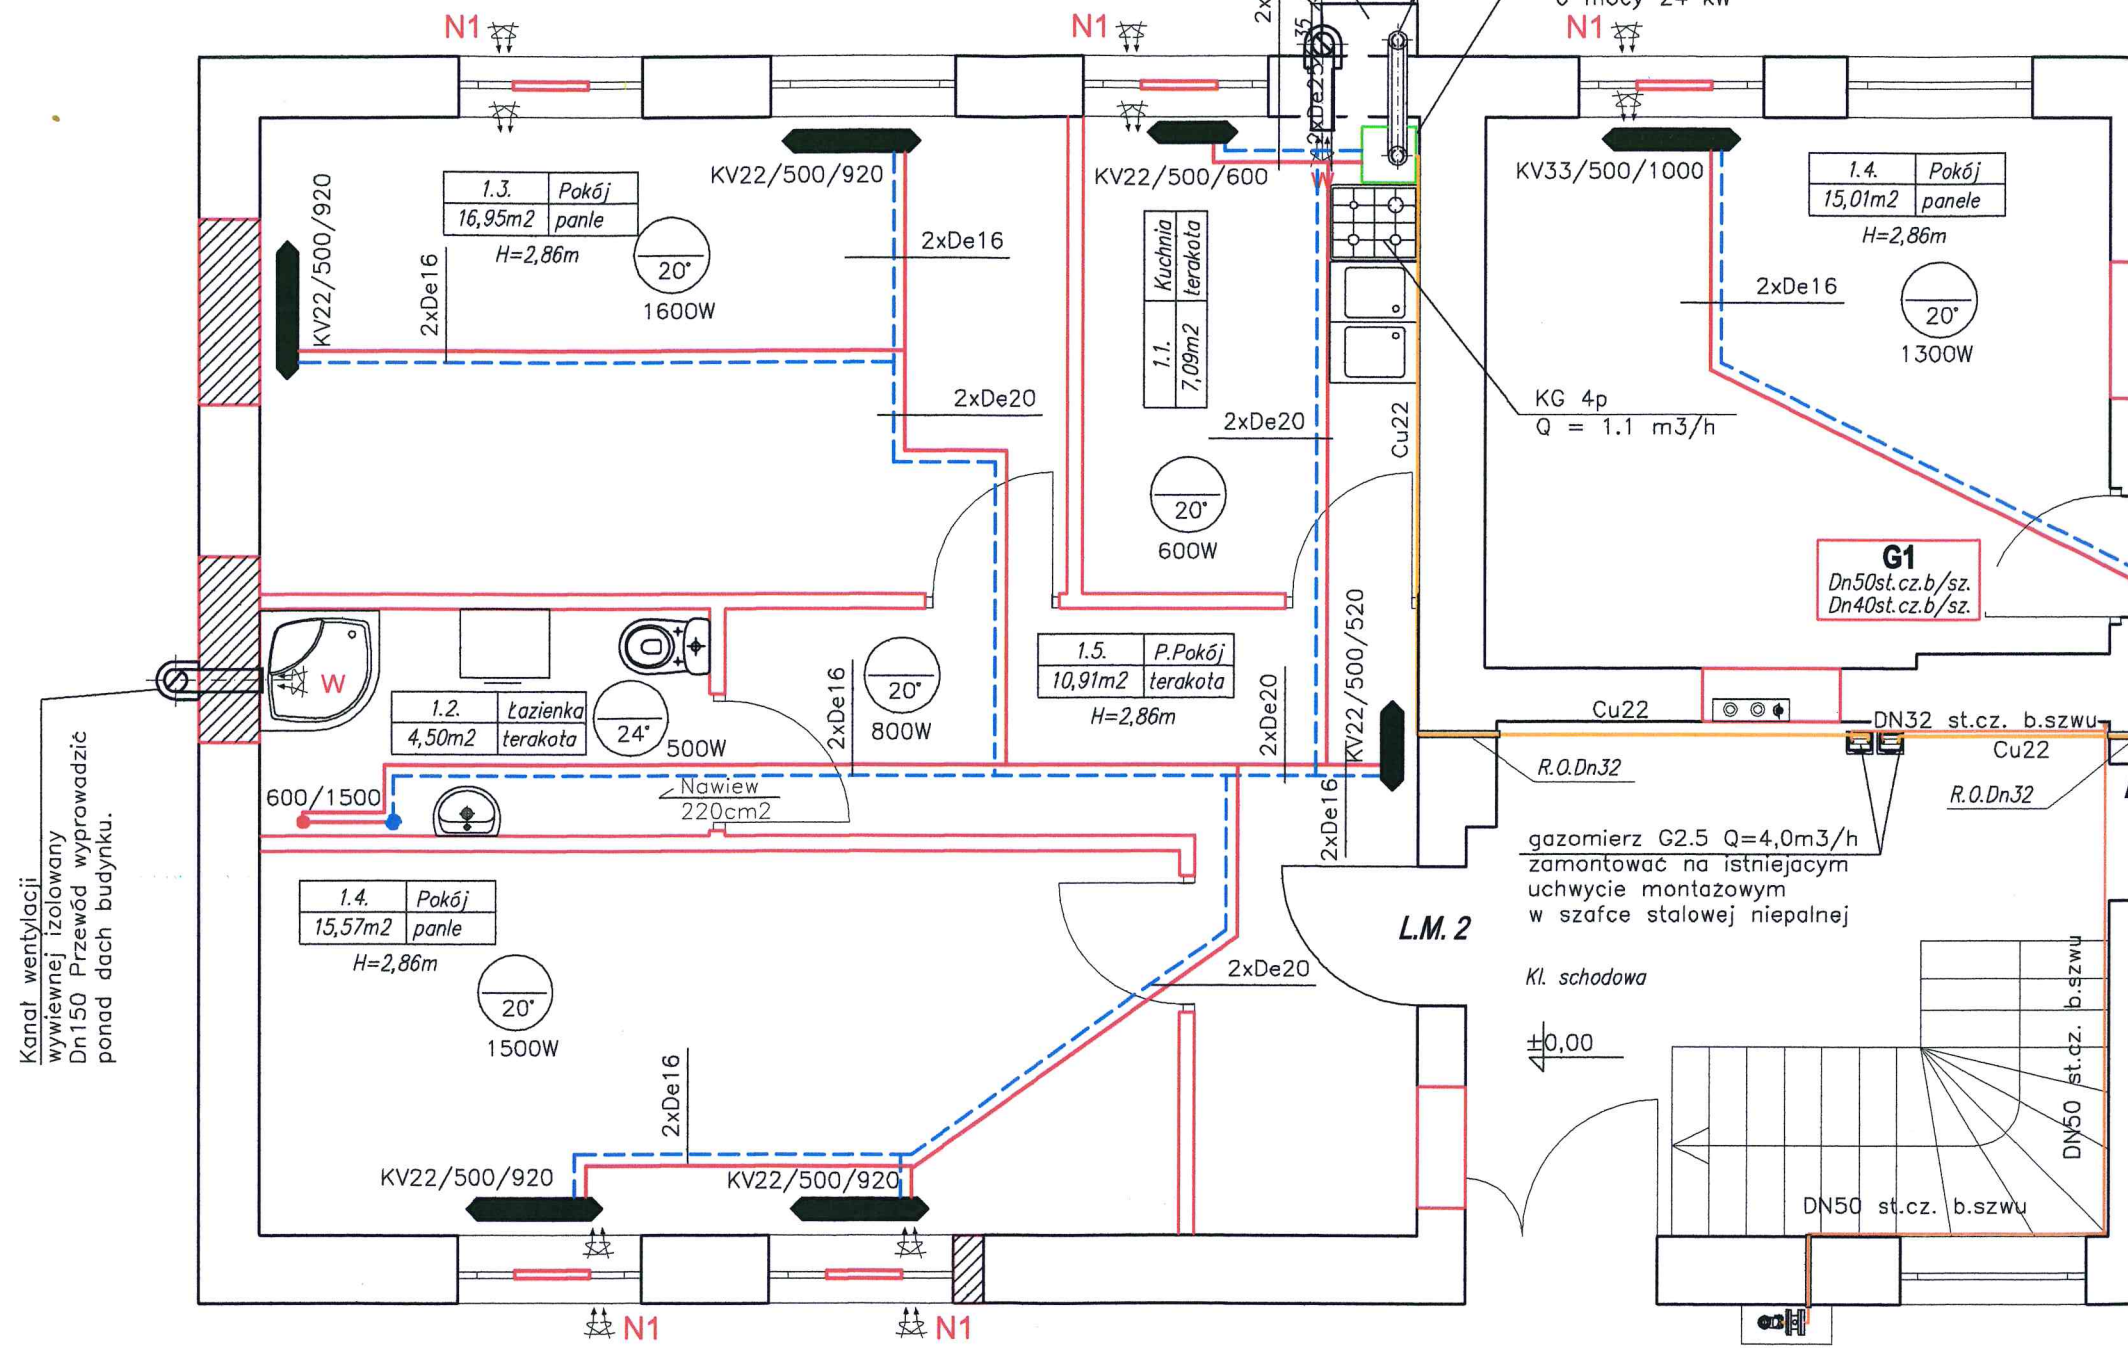 o mocy 24 kW
N1
N1
N1
35
2x
2xDe25
KV22/500/920
KV22/500/600
KV33/500/1000
1.3. Pokój
16,95m2 panle
H=2,86m
20°
1600W
KV22/500/920
2xDe16
2xDe16
2xDe20
1.1. Kuchnia
7,09m2 terakota
W
2xDe20
20°
600W
Cu22
KG 4p
Q = 1.1 m3/h
1.4. Pokój
15,01m2 panele
H=2,86m
2xDe16
20°
1300W
G1
Dn50st.cz.b/sz.
Dn40st.cz.b/sz.
W
1.2. Łazienka
4,50m2 terakota
24°
500W
2xDe16
20°
800W
1.5. P.Pokój
10,91m2 terakota
H=2,86m
2xDe20
KV22/500/520
2xDe16
600/1500
Nawiew
220cm2
Kanał wentylacji
wywiewnej izolowany
Dn150 Przewód wyprowadzić
ponad dach budynku.
Cu22
DN32 st.cz. b.szwu
Cu22
R.O.Dn32
R.O.Dn32
gazomierz G2.5 Q=4,0m3/h
zamontować na istniejacym
uchwycie montażowym
w szafce stalowej niepalnej
1.4. Pokój
15,57m2 panle
H=2,86m
20°
1500W
2xDe20
L.M. 2
Kl. schodowa
±0,00
2xDe16
KV22/500/920
KV22/500/920
DN50 st.cz. b.szwu
DN50 st.cz. b.szwu
N1
N1